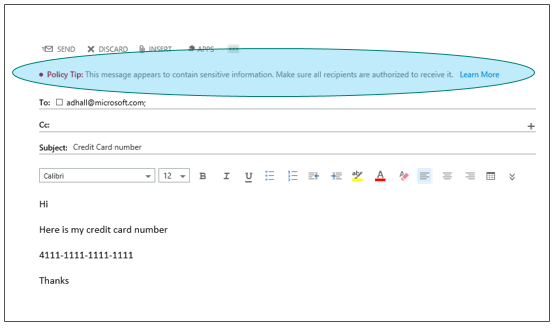 SEND DISCARD INSERT APPS
Policy Tip: This message appears to contain sensitive information. Make sure all recipients are authorized to receive it. Learn More
To: adhall@microsoft.com;
Cc:
Subject: Credit Card number
Calibri 12 B I U aby A A
Hi
Here is my credit card number
4111-1111-1111-1111
Thanks